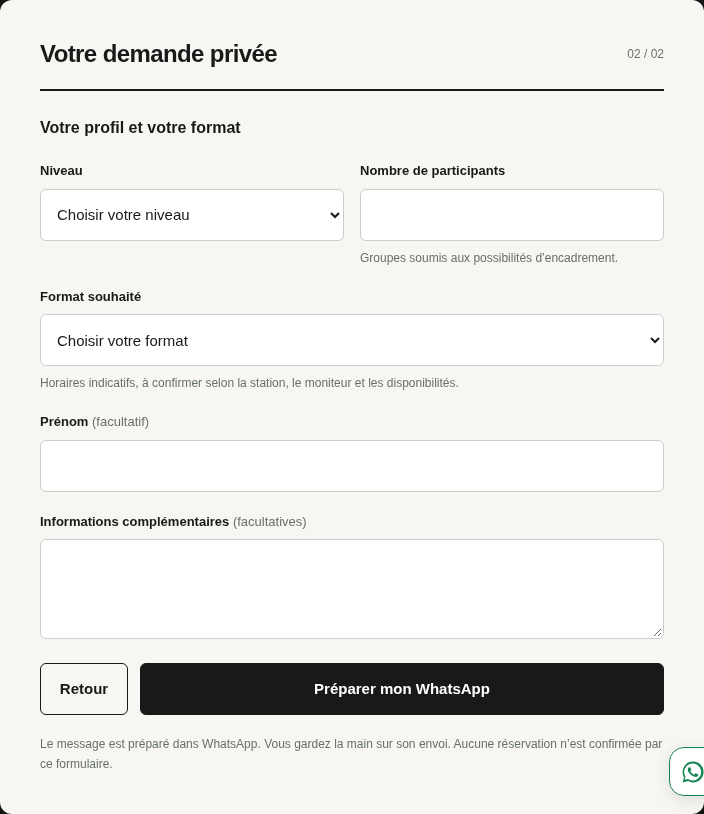 Votre demande privée
02 / 02
Votre profil et votre format
Niveau
Nombre de participants
Choisir votre niveau
Groupes soumis aux possibilités d'encadrement.
Format souhaité
Choisir votre format
Horaires indicatifs, à confirmer selon la station, le moniteur et les disponibilités.
Prénom (facultatif)
Informations complémentaires (facultatives)
Retour
Préparer mon WhatsApp
Le message est préparé dans WhatsApp. Vous gardez la main sur son envoi. Aucune réservation n'est confirmée par
ce formulaire.